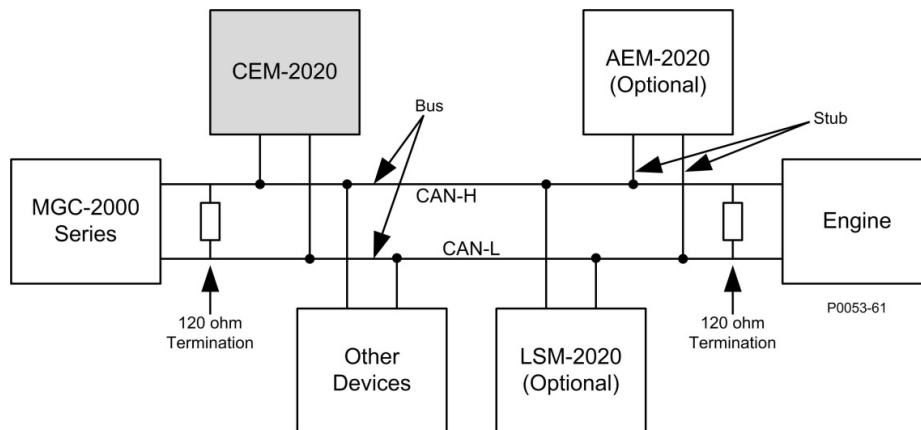 CEM-2020
AEM-2020
(Optional)
Bus
Stub
MGC-2000
Series
CAN-H
Engine
CAN-L
P0053-61
120 ohm
Termination
120 ohm
Termination
Other
Devices
LSM-2020
(Optional)